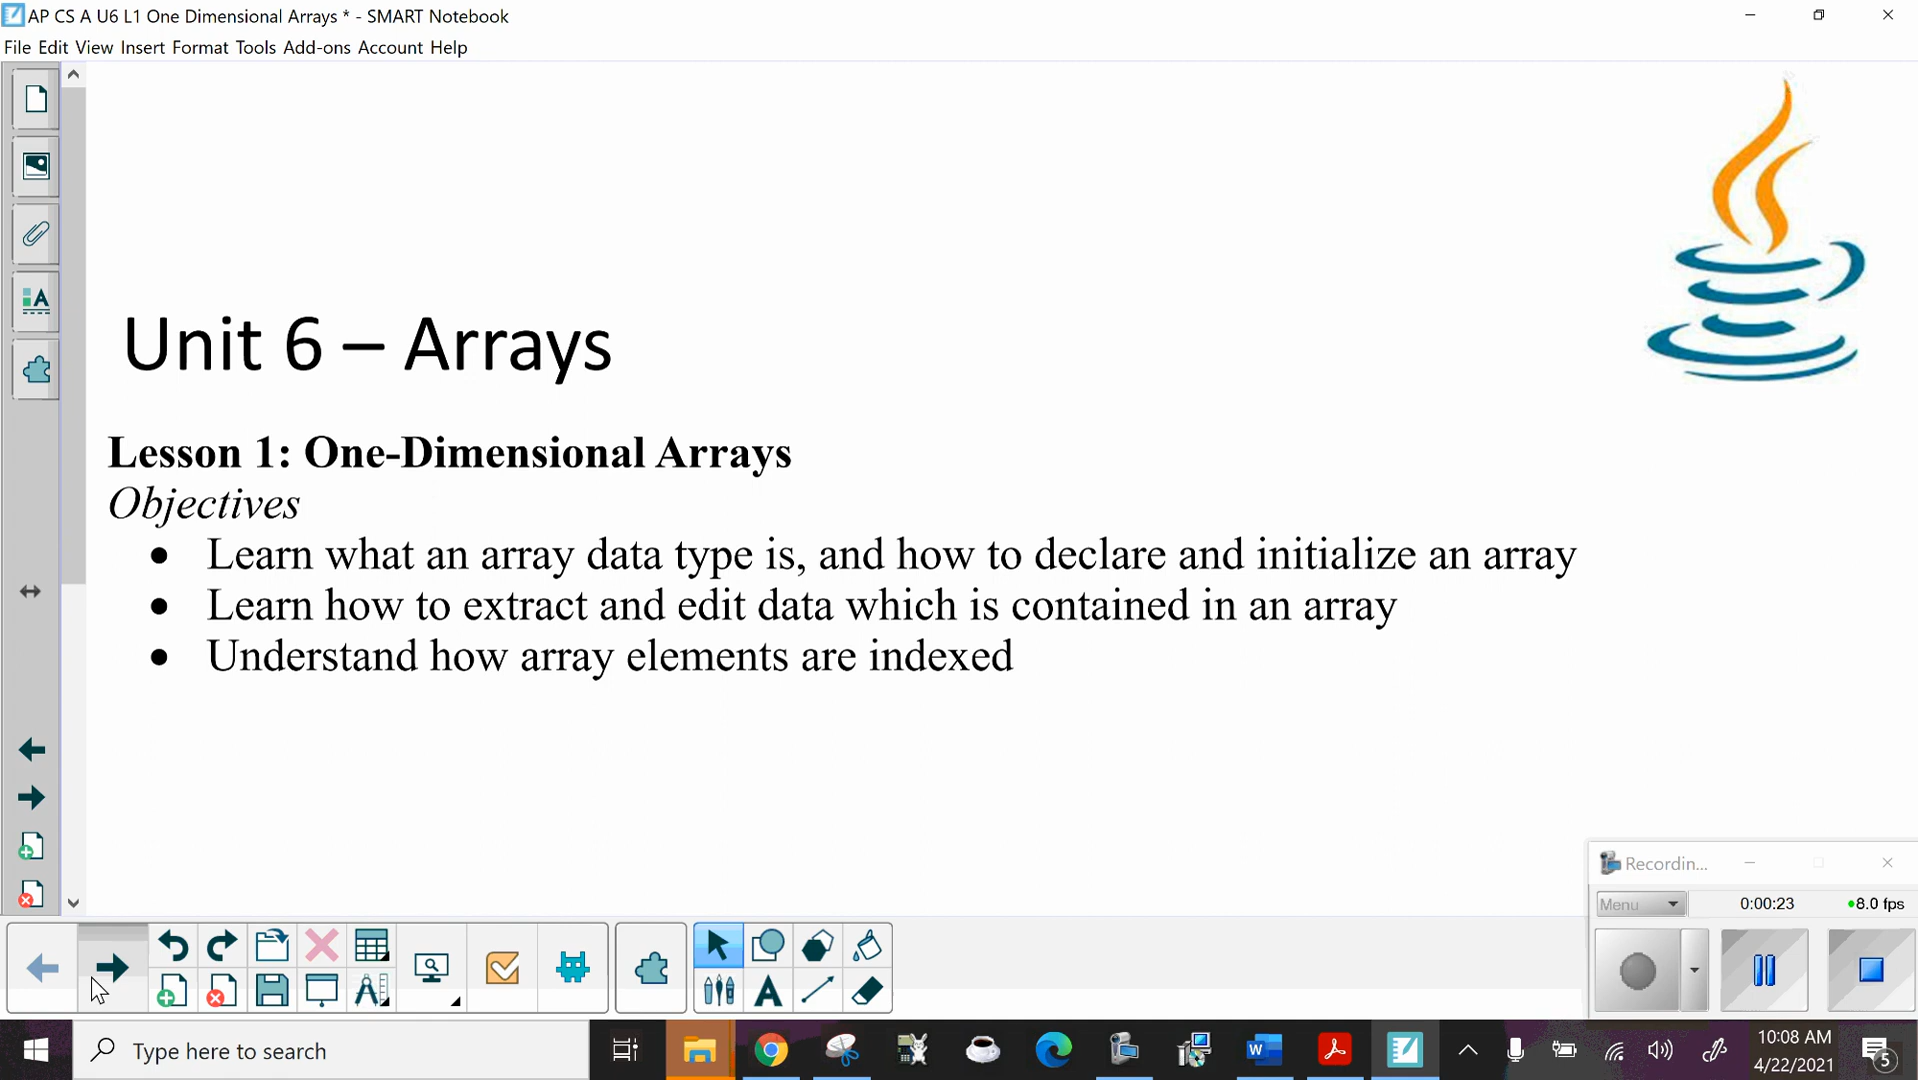 AP CS A U6 L1 One Dimensional Arrays * - SMART Notebook
File Edit View Insert Format Tools Add-ons Account Help
Unit 6 – Arrays
Lesson 1: One-Dimensional Arrays
Objectives
• Learn what an array data type is, and how to declare and initialize an array
• Learn how to extract and edit data which is contained in an array
• Understand how array elements are indexed
Recordin...
Menu 0:00:23 8.0 fps
Type here to search
10:08 AM
4/22/2021
5